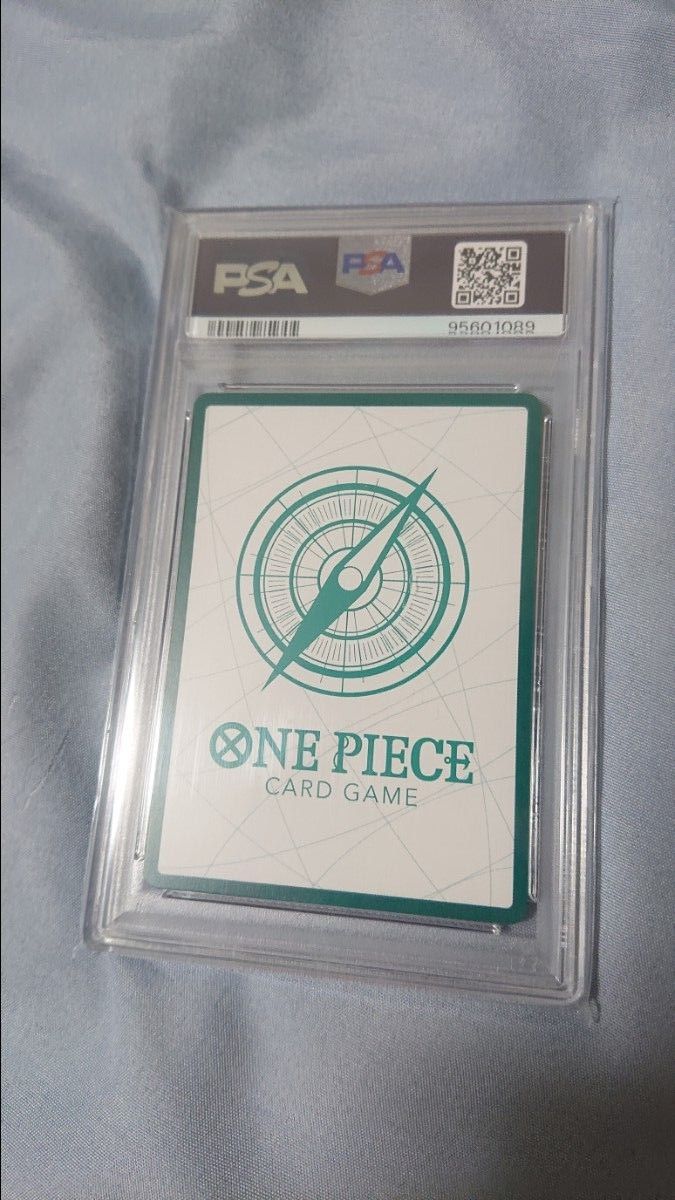 PSA
PSA
95601089
ONE PIECE
CARD GAME